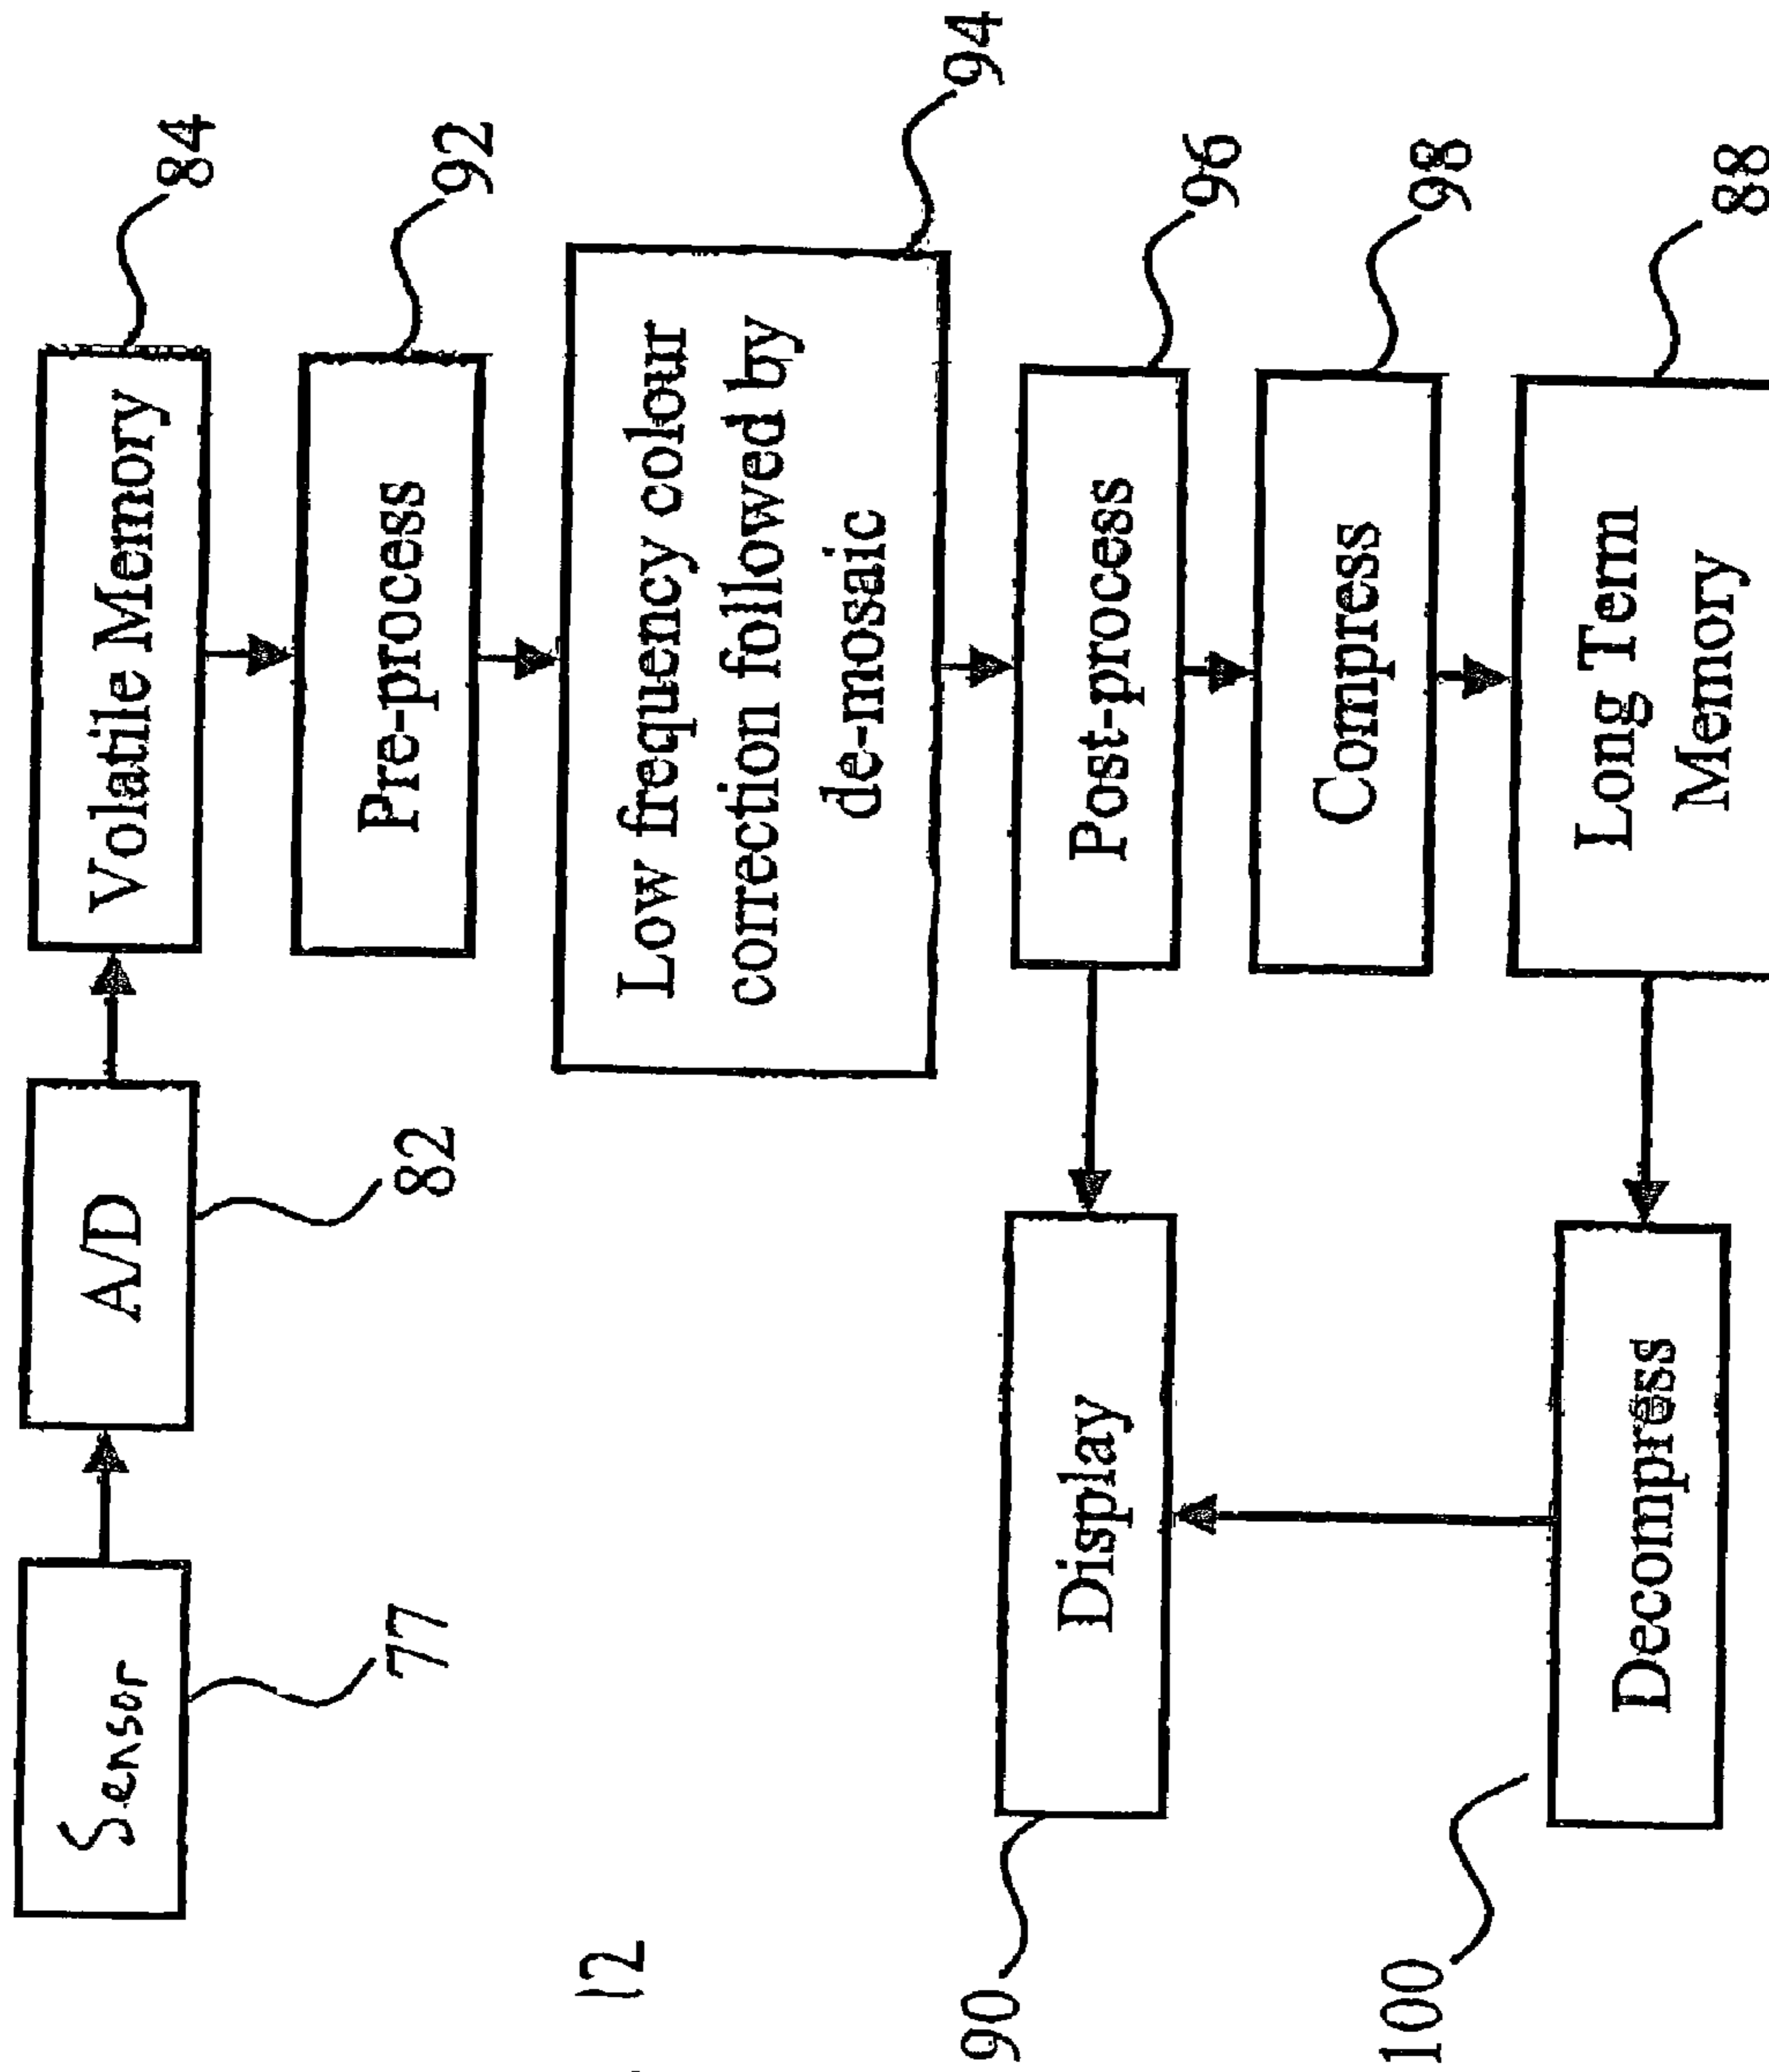 Sensor
77
A/D
82
Volatile Memory
84
Pre-process
92
Low frequency colour
correction followed by
de-mosaic
94
Post-process
96
Display
90
Compress
98
Long Tem
Memory
88
Decompress
100
12